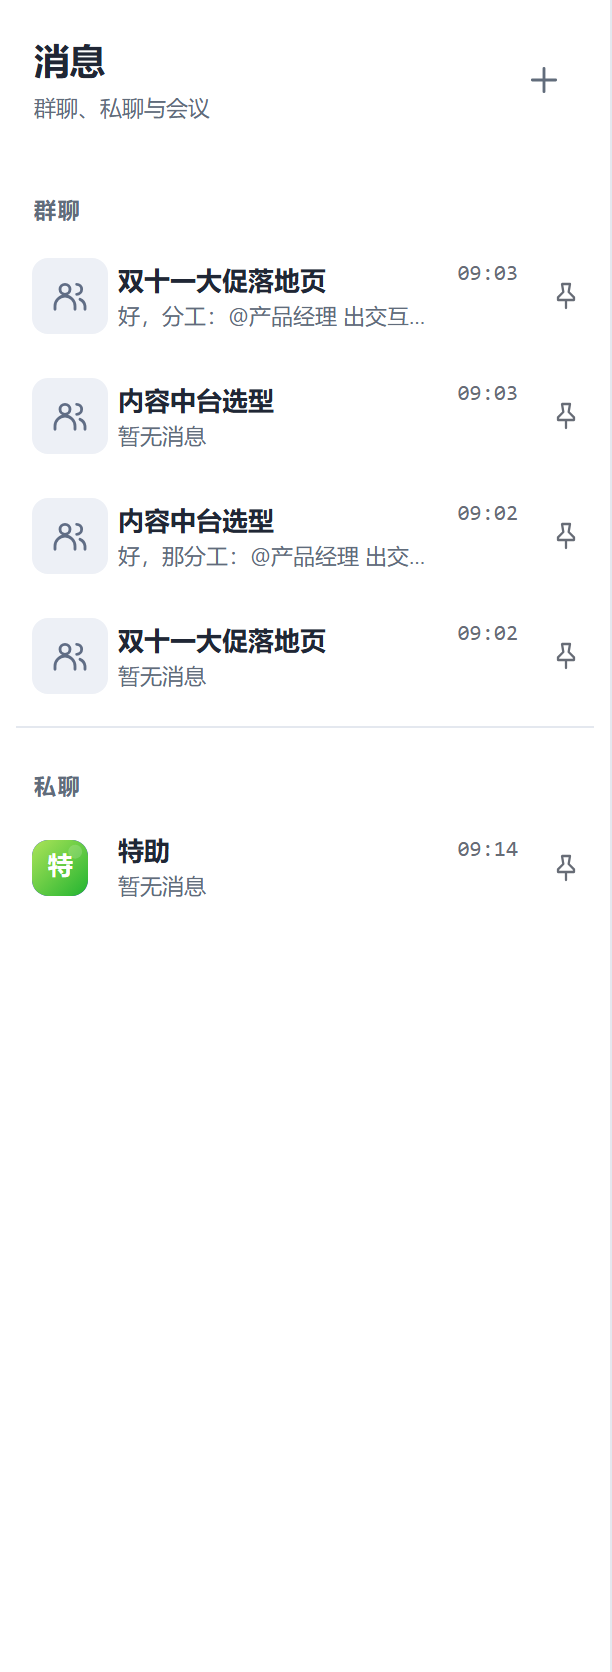 消息
群聊、私聊与会议
群聊
双十一大促落地页
09:03
好，分工：@产品经理 出交互...
内容中台选型
09:03
暂无消息
内容中台选型
09:02
好，那分工：@产品经理 出交...
双十一大促落地页
09:02
暂无消息
私聊
特
特助
09:14
暂无消息